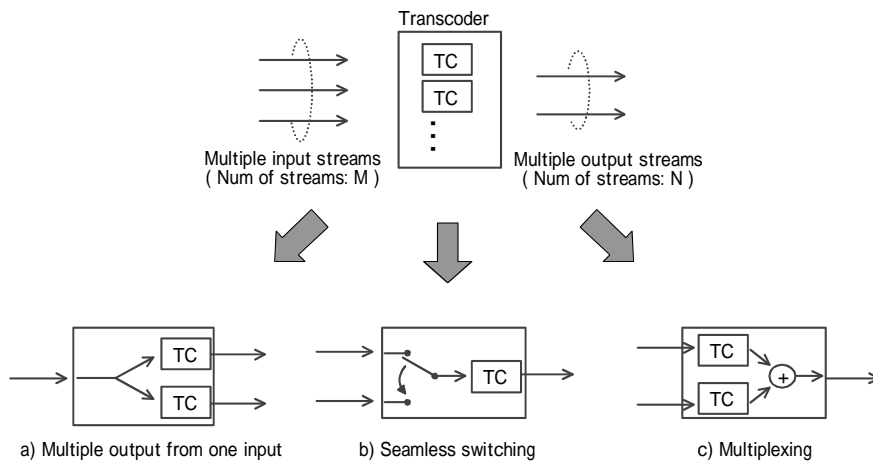 Transcoder
TC
TC
Multiple input streams
( Num of streams: M )
Multiple output streams
( Num of streams: N )
TC
TC
TC
TC
TC
+
a) Multiple output from one input
b) Seamless switching
c) Multiplexing